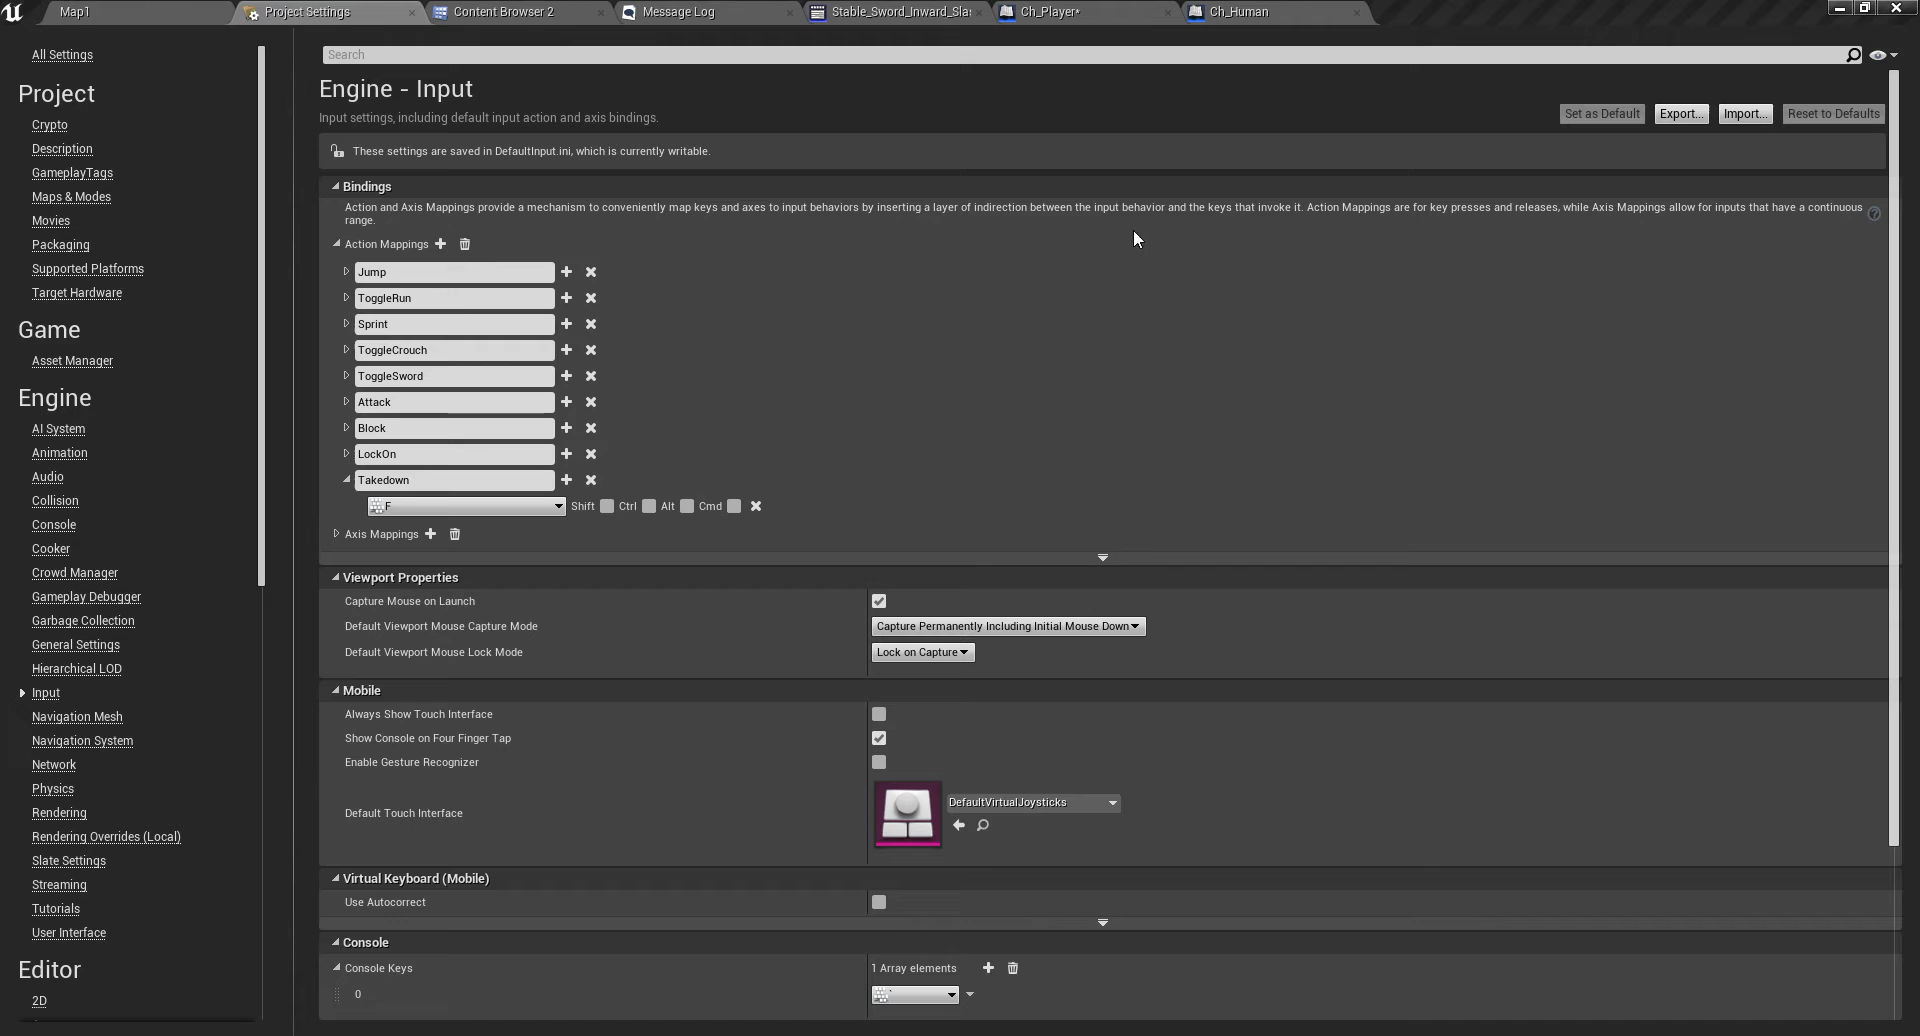 Map1
Project Settings
Content Browser 2
Message Log
Stable_Sword_Inward_Slas
Ch_Player*
Ch_Human
All Settings
Project
Crypto
Description
GameplayTags
Maps & Modes
Movies
Packaging
Supported Platforms
Target Hardware
Game
Asset Manager
Engine
AI System
Animation
Audio
Collision
Console
Cooker
Crowd Manager
Gameplay Debugger
Garbage Collection
General Settings
Hierarchical LOD
Input
Navigation Mesh
Navigation System
Network
Physics
Rendering
Rendering Overrides (Local)
Slate Settings
Streaming
Tutorials
User Interface
Editor
2D
Search
Engine - Input
Input settings, including default input action and axis bindings.
Set as Default
Export...
Import...
Reset to Defaults
These settings are saved in DefaultInput.ini, which is currently writable.
Bindings
Action and Axis Mappings provide a mechanism to conveniently map keys and axes to input behaviors by inserting a layer of indirection between the input behavior and the keys that invoke it. Action Mappings are for key presses and releases, while Axis Mappings allow for inputs that have a continuous
range.
Action Mappings
Jump
ToggleRun
Sprint
ToggleCrouch
ToggleSword
Attack
Block
LockOn
Takedown
F Shift Ctrl Alt Cmd
Axis Mappings
Viewport Properties
Capture Mouse on Launch
Default Viewport Mouse Capture Mode
Capture Permanently Including Initial Mouse Down
Default Viewport Mouse Lock Mode
Lock on Capture
Mobile
Always Show Touch Interface
Show Console on Four Finger Tap
Enable Gesture Recognizer
Default Touch Interface
DefaultVirtualJoysticks
Virtual Keyboard (Mobile)
Use Autocorrect
Console
Console Keys
1 Array elements
0
`